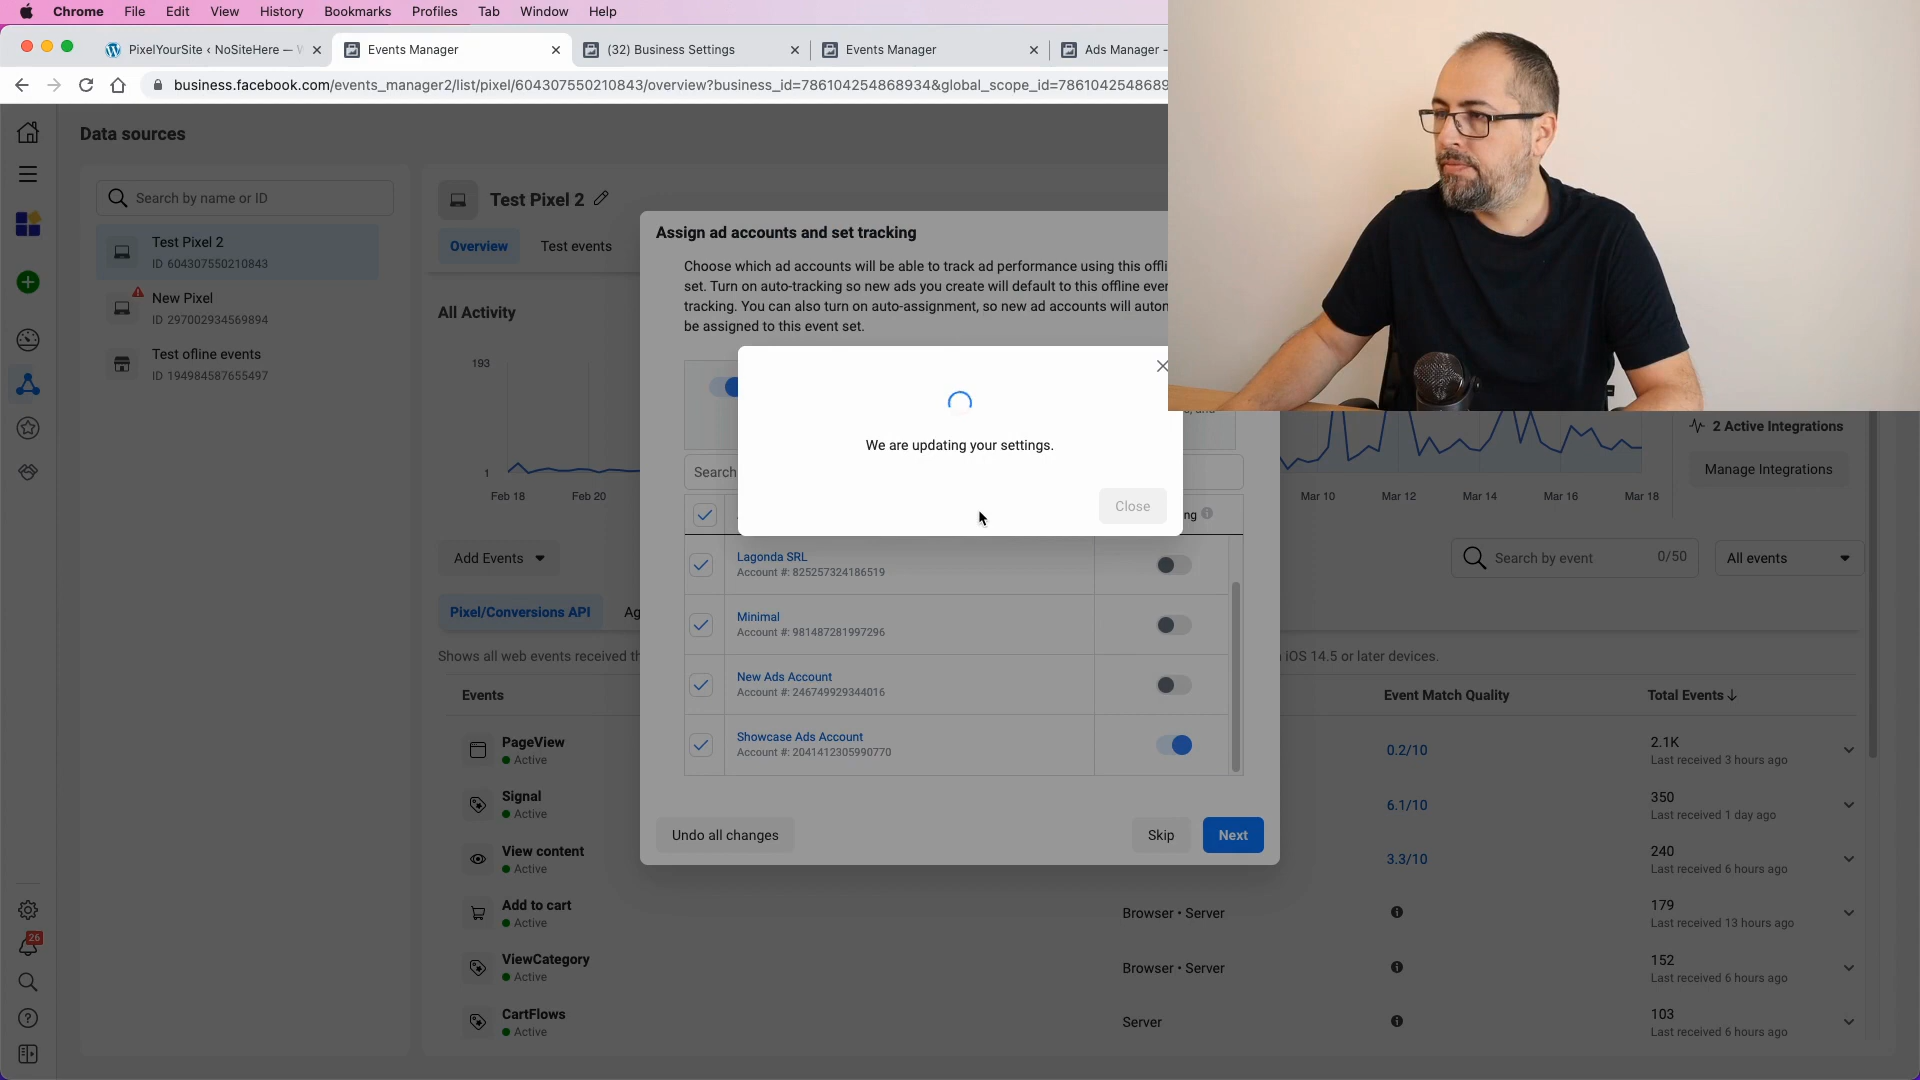 Chrome File Edit View History Bookmarks Profiles Tab Window Help
PixelYourSite ‹ NoSiteHere —
Events Manager
(32) Business Settings
Events Manager
Ads Manager -
business.facebook.com/events_manager2/list/pixel/604307550210843/overview?business_id=786104254868934&global_scope_id=7861042548689
Data sources
Search by name or ID
Test Pixel 2
ID 604307550210843
New Pixel
ID 297002934569894
Test ofline events
ID 194984587655497
26
Test Pixel 2
Overview
Test events
All Activity
193
1
Feb 18
Feb 20
Mar 10
Mar 12
Mar 14
Mar 16
Mar 18
2 Active Integrations
Manage Integrations
Assign ad accounts and set tracking
Choose which ad accounts will be able to track ad performance using this offli
set. Turn on auto-tracking so new ads you create will default to this offline ever
tracking. You can also turn on auto-assignment, so new ad accounts will auton
be assigned to this event set.
We are updating your settings.
Close
Search
ng
Lagonda SRL
Account #: 825257324186519
Minimal
Account #: 981487281997296
New Ads Account
Account #: 246749929344016
Showcase Ads Account
Account #: 2041412305990770
Undo all changes
Skip
Next
Add Events
Search by event
0/50
All events
Pixel/Conversions API
Ag
Shows all web events received th
iOS 14.5 or later devices.
Events
Event Match Quality
Total Events
PageView
Active
0.2/10
2.1K
Last received 3 hours ago
Signal
Active
6.1/10
350
Last received 1 day ago
View content
Active
3.3/10
240
Last received 6 hours ago
Add to cart
Active
Browser • Server
179
Last received 13 hours ago
ViewCategory
Active
Browser • Server
152
Last received 6 hours ago
CartFlows
Active
Server
103
Last received 6 hours ago